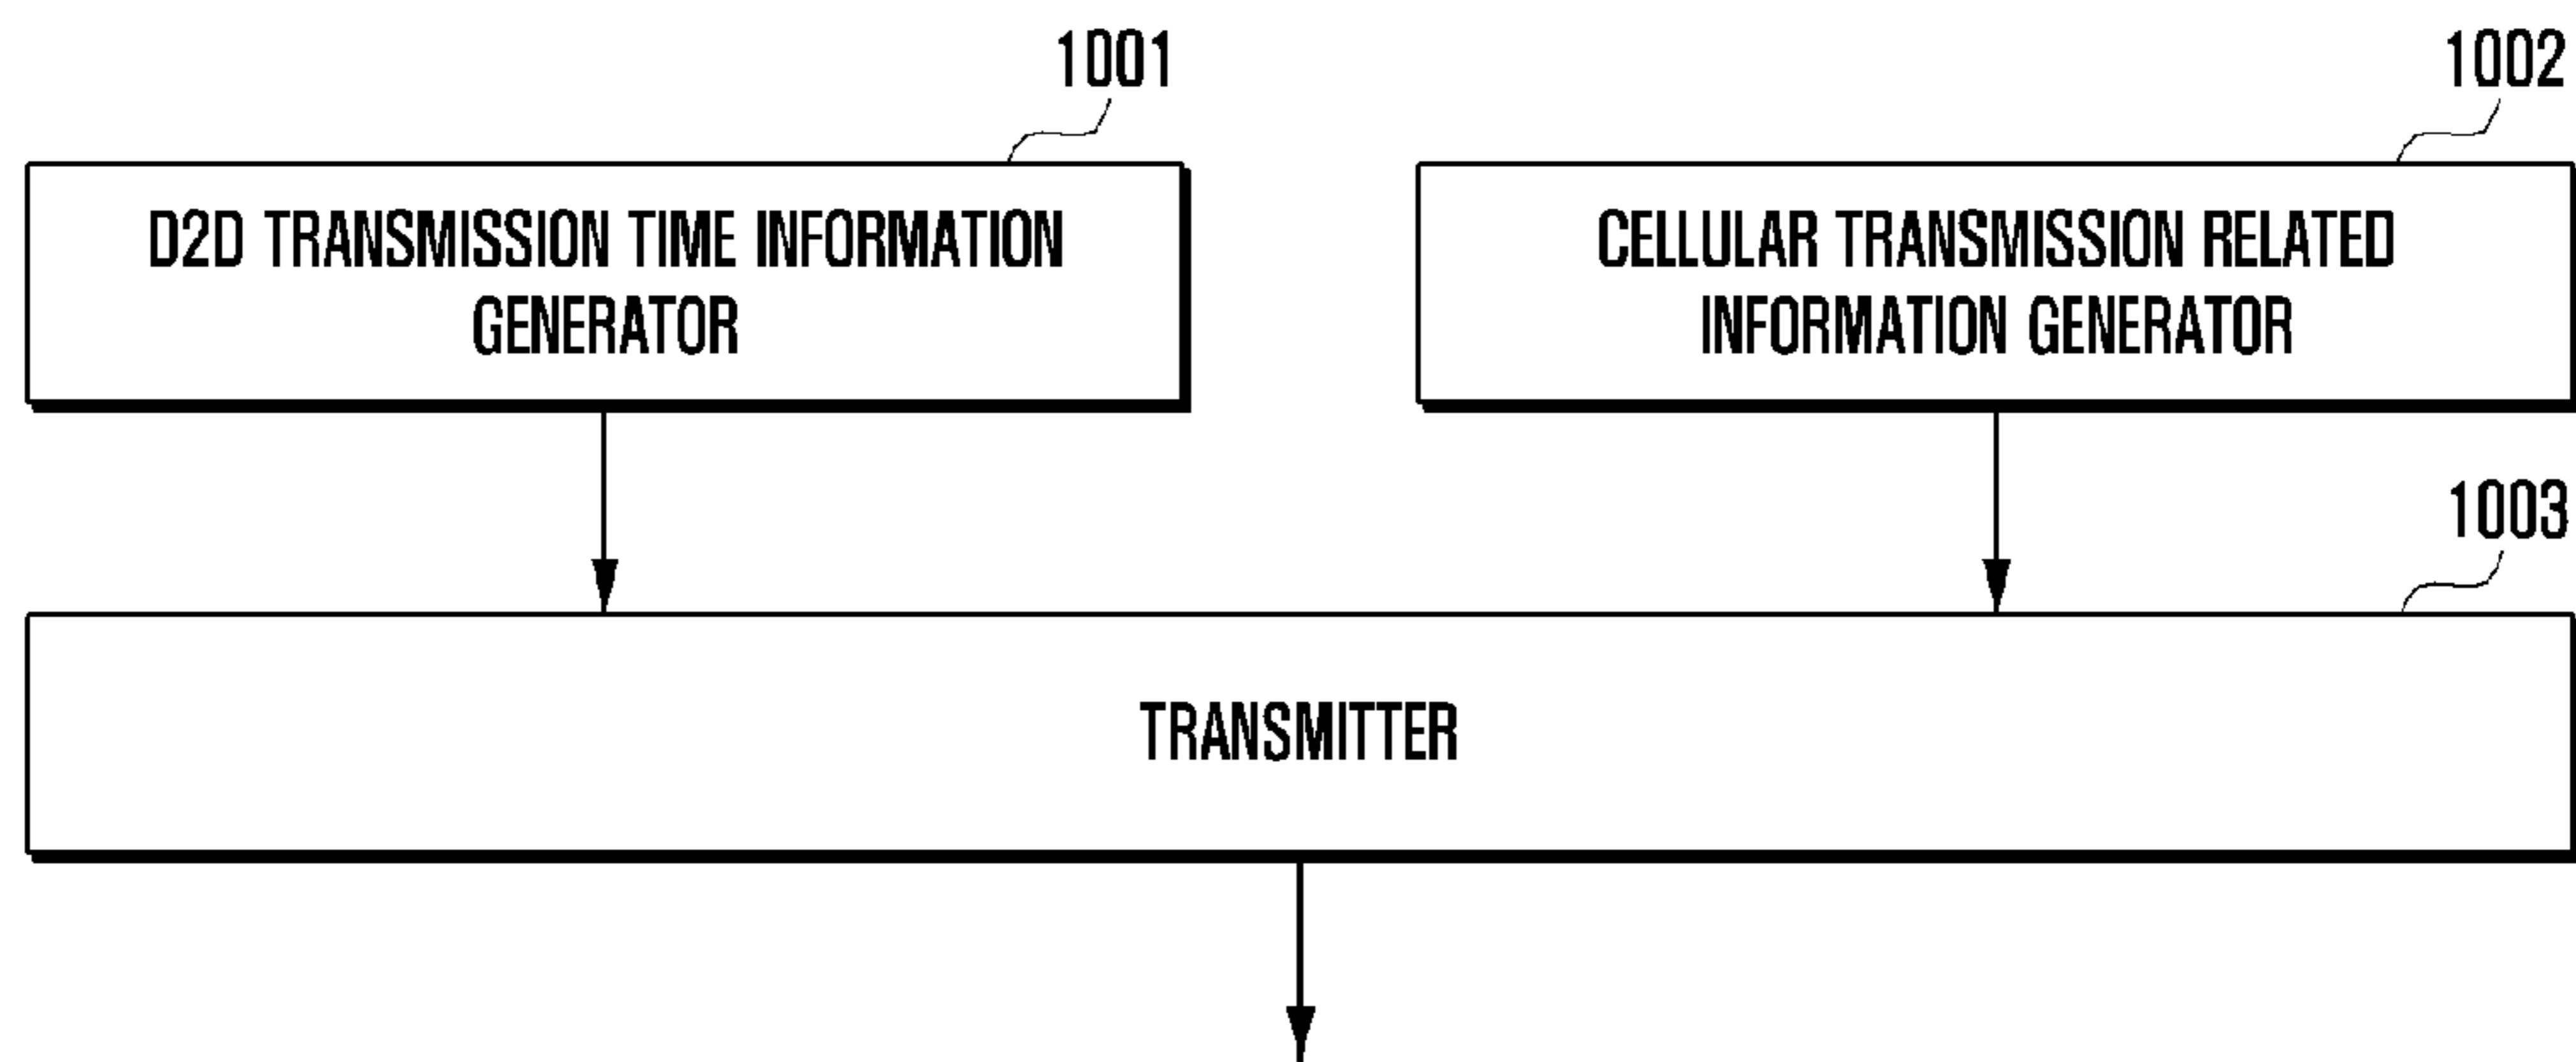 1001
1002
D2D TRANSMISSION TIME INFORMATION
GENERATOR
CELLULAR TRANSMISSION RELATED
INFORMATION GENERATOR
1003
TRANSMITTER